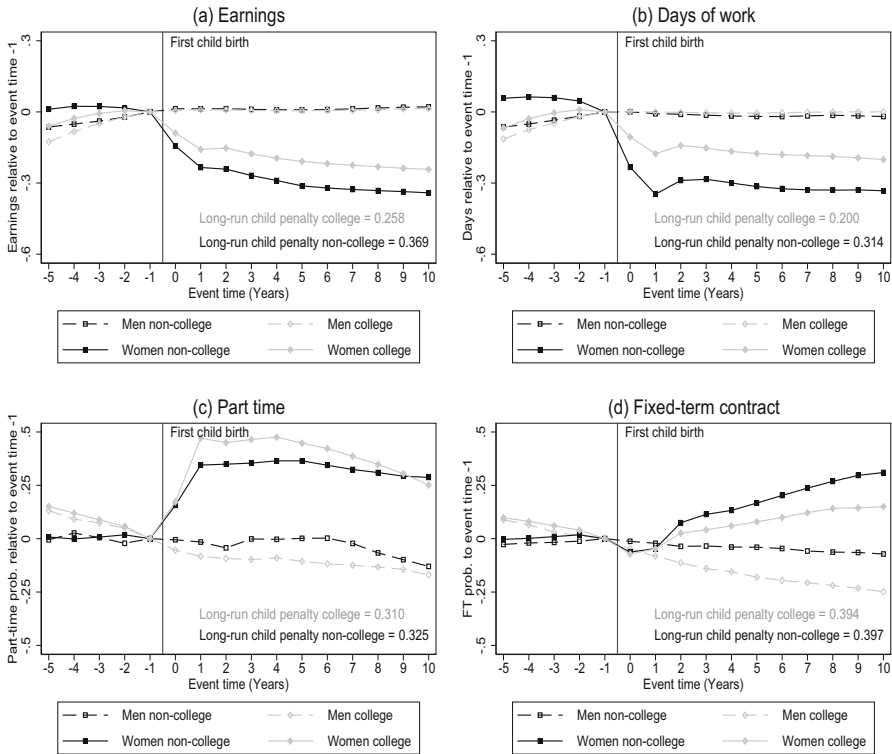 (a) Earnings
First child birth
Earnings relative to event time -1
.3
0
-.3
-.6
Long-run child penalty college = 0.258
Long-run child penalty non-college = 0.369
-5 -4 -3 -2 -1 0 1 2 3 4 5 6 7 8 9 10
Event time (Years)
Men non-college Men college
Women non-college Women college
(b) Days of work
First child birth
Days relative to event time -1
.3
0
-.3
-.6
Long-run child penalty college = 0.200
Long-run child penalty non-college = 0.314
-5 -4 -3 -2 -1 0 1 2 3 4 5 6 7 8 9 10
Event time (Years)
Men non-college Men college
Women non-college Women college
(c) Part time
First child birth
Part-time prob. relative to event time -1
.5
.25
0
-.25
-.5
Long-run child penalty college = 0.310
Long-run child penalty non-college = 0.325
-5 -4 -3 -2 -1 0 1 2 3 4 5 6 7 8 9 10
Event time (Years)
Men non-college Men college
Women non-college Women college
(d) Fixed-term contract
First child birth
FT prob. to event time -1
.5
.25
0
-.25
-.5
Long-run child penalty college = 0.394
Long-run child penalty non-college = 0.397
-5 -4 -3 -2 -1 0 1 2 3 4 5 6 7 8 9 10
Event time (Years)
Men non-college Men college
Women non-college Women college